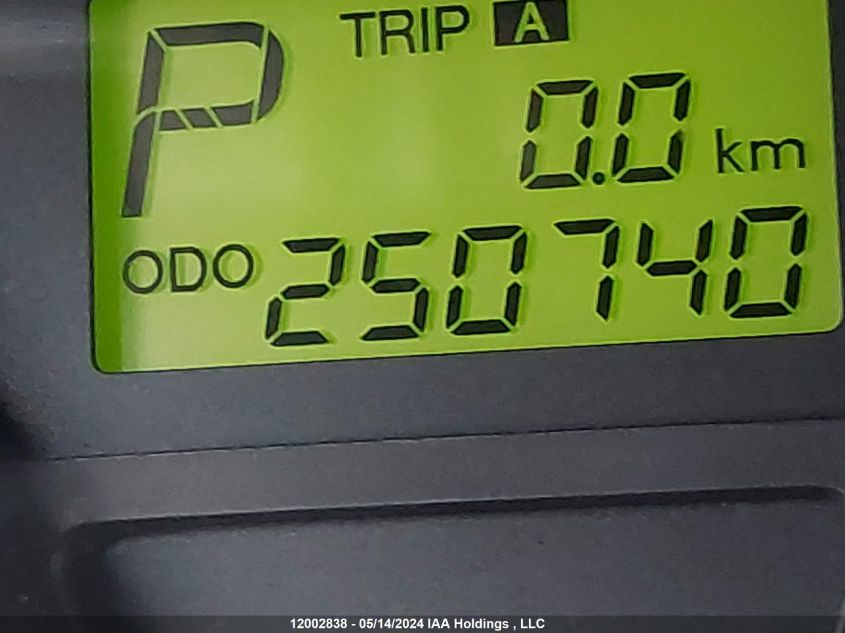 P TRIP A
0.0 km
ODO 250740
12002838 - 05/14/2024 IAA Holdings , LLC